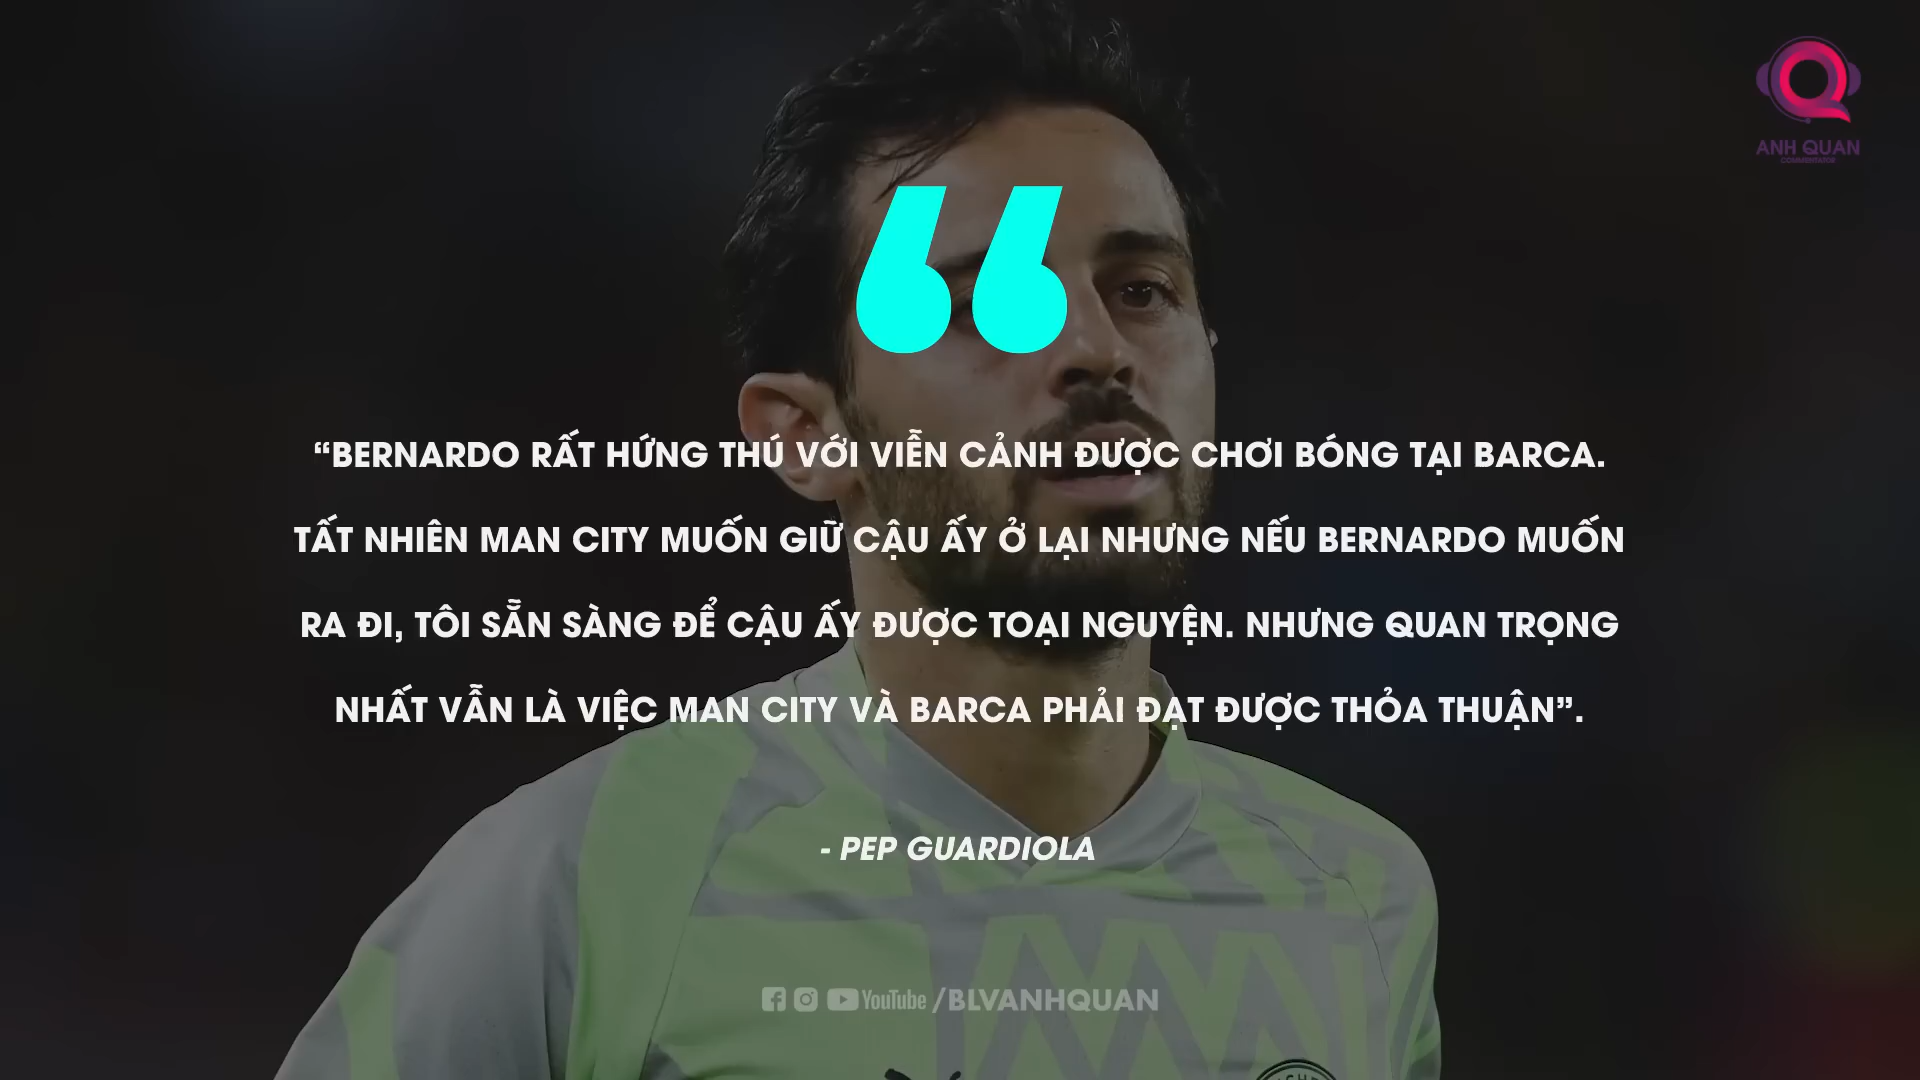 ANH QUAN
COMMENTATOR
“BERNARDO RẤT HỨNG THÚ VỚI VIỄN CẢNH ĐƯỢC CHƠI BÓNG TẠI BARCA.
TẤT NHIÊN MAN CITY MUỐN GIỮ CẬU ẤY Ở LẠI NHƯNG NẾU BERNARDO MUỐN
RA ĐI, TÔI SẴN SÀNG ĐỂ CẬU ẤY ĐƯỢC TOẠI NGUYỆN. NHƯNG QUAN TRỌNG
NHẤT VẪN LÀ VIỆC MAN CITY VÀ BARCA PHẢI ĐẠT ĐƯỢC THỎA THUẬN”.
- PEP GUARDIOLA
YouTube /BLVANHQUAN